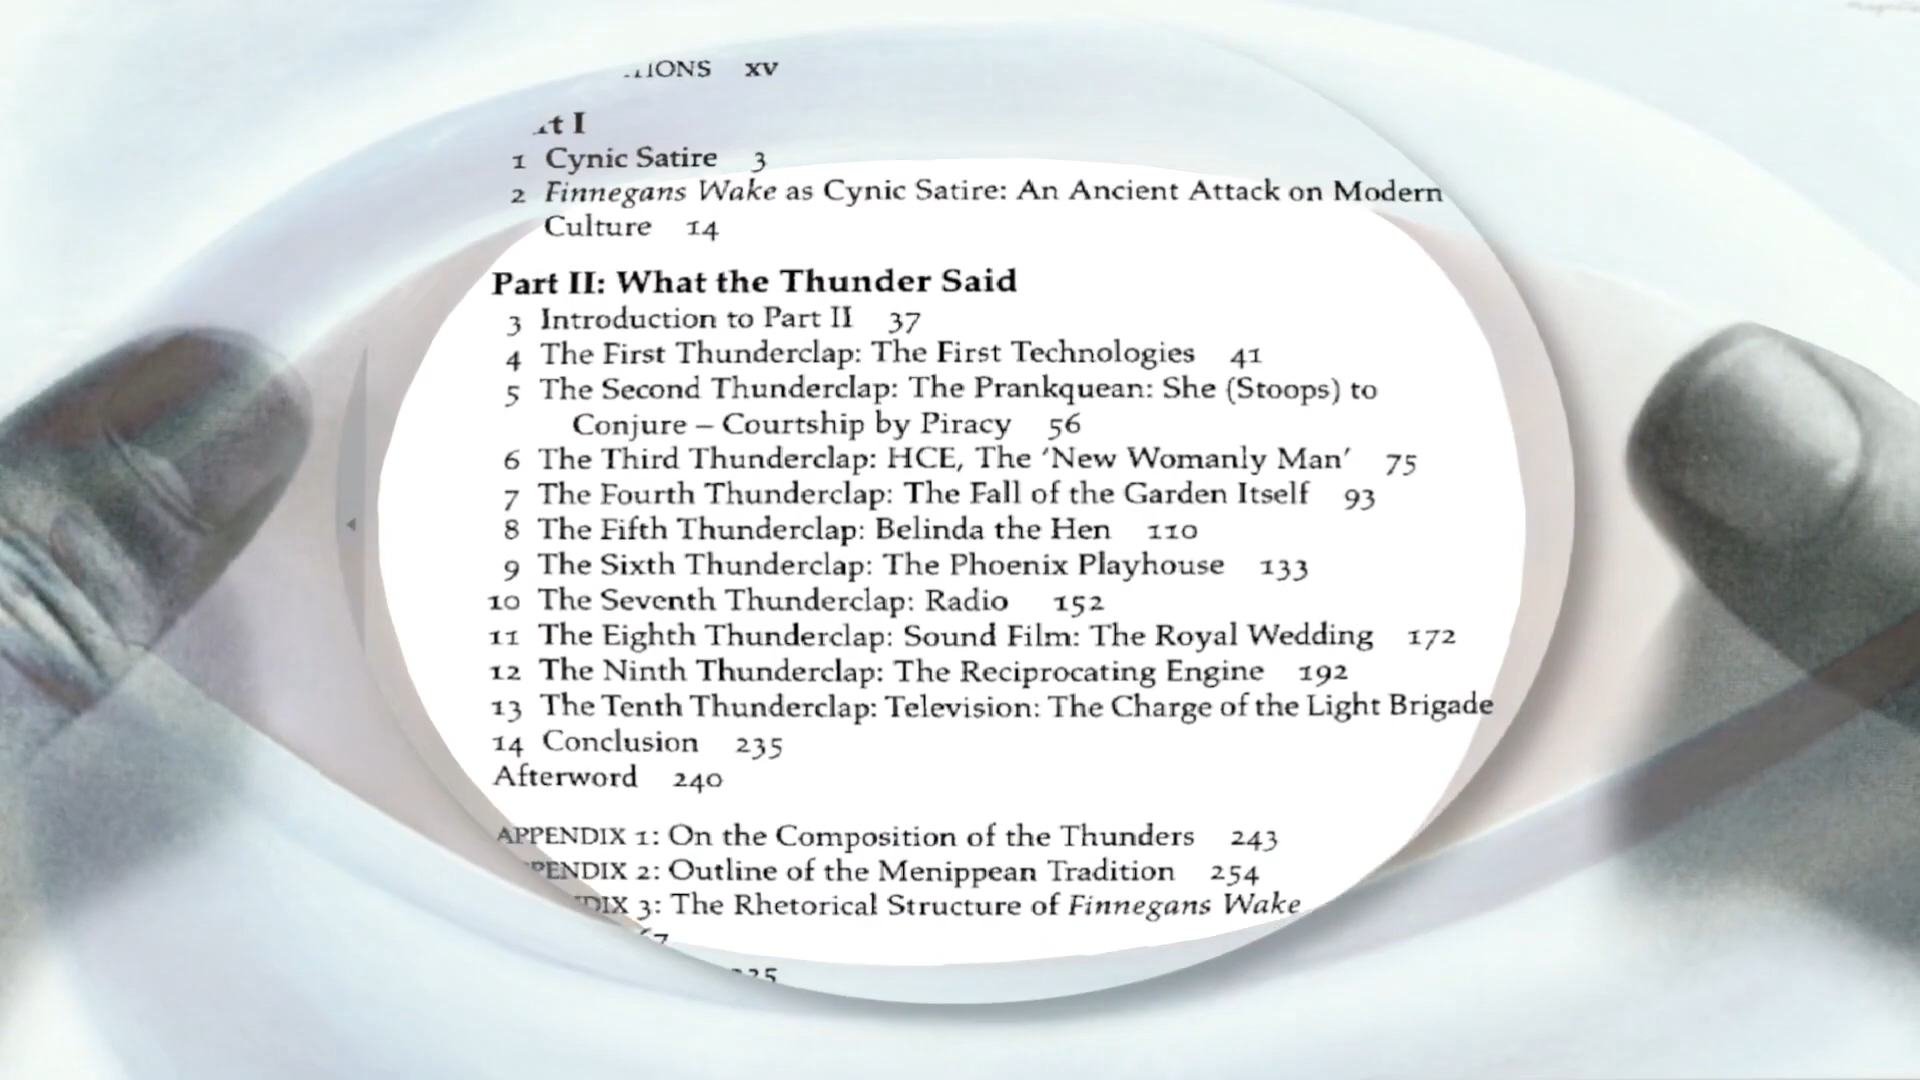 IONS xv
t I
1 Cynic Satire 3
2 Finnegans Wake as Cynic Satire: An Ancient Attack on Modern
Culture 14
Part II: What the Thunder Said
3 Introduction to Part II 37
4 The First Thunderclap: The First Technologies 41
5 The Second Thunderclap: The Prankquean: She (Stoops) to
Conjure – Courtship by Piracy 56
6 The Third Thunderclap: HCE, The ‘New Womanly Man’ 75
7 The Fourth Thunderclap: The Fall of the Garden Itself 93
8 The Fifth Thunderclap: Belinda the Hen 110
9 The Sixth Thunderclap: The Phoenix Playhouse 133
10 The Seventh Thunderclap: Radio 152
11 The Eighth Thunderclap: Sound Film: The Royal Wedding 172
12 The Ninth Thunderclap: The Reciprocating Engine 192
13 The Tenth Thunderclap: Television: The Charge of the Light Brigade
14 Conclusion 235
Afterword 240
APPENDIX 1: On the Composition of the Thunders 243
PENDIX 2: Outline of the Menippean Tradition 254
DIX 3: The Rhetorical Structure of Finnegans Wake